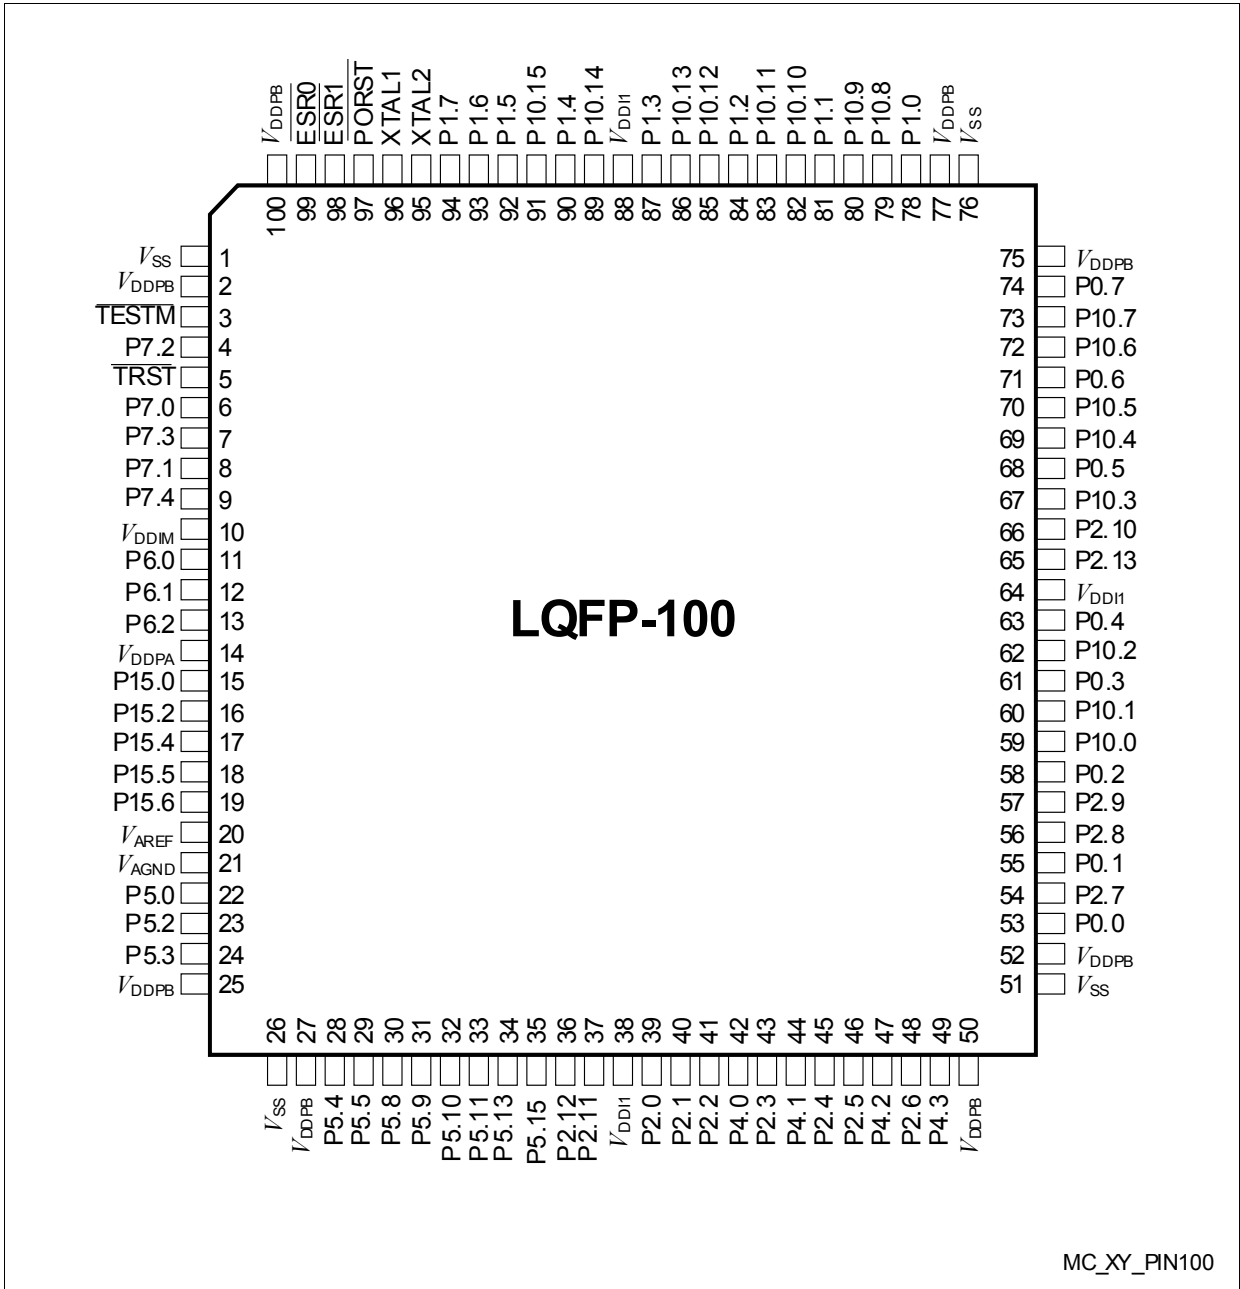 VDDPB
ESR0
ESR1
PORST
XTAL1
XTAL2
P1.7
P1.6
P1.5
P10.15
P1.4
P10.14
VDDI1
P1.3
P10.13
P10.12
P1.2
P10.11
P10.10
P1.1
P10.9
P10.8
P1.0
VDDPB
VSS
100
99
98
97
96
95
94
93
92
91
90
89
88
87
86
85
84
83
82
81
80
79
78
77
76
VSS 1
VDDPB 2
TESTM 3
P7.2 4
TRST 5
P7.0 6
P7.3 7
P7.1 8
P7.4 9
VDDIM 10
P6.0 11
P6.1 12
P6.2 13
VDDPA 14
P15.0 15
P15.2 16
P15.4 17
P15.5 18
P15.6 19
VAREF 20
VAGND 21
P5.0 22
P5.2 23
P5.3 24
VDDPB 25
LQFP-100
75 VDDPB
74 P0.7
73 P10.7
72 P10.6
71 P0.6
70 P10.5
69 P10.4
68 P0.5
67 P10.3
66 P2.10
65 P2.13
64 VDDI1
63 P0.4
62 P10.2
61 P0.3
60 P10.1
59 P10.0
58 P0.2
57 P2.9
56 P2.8
55 P0.1
54 P2.7
53 P0.0
52 VDDPB
51 VSS
26
27
28
29
30
31
32
33
34
35
36
37
38
39
40
41
42
43
44
45
46
47
48
49
50
VSS
VDDPB
P5.4
P5.5
P5.8
P5.9
P5.10
P5.11
P5.13
P5.15
P2.12
P2.11
VDDI1
P2.0
P2.1
P2.2
P4.0
P2.3
P4.1
P2.4
P2.5
P4.2
P2.6
P4.3
VDDPB
MC_XY_PIN100